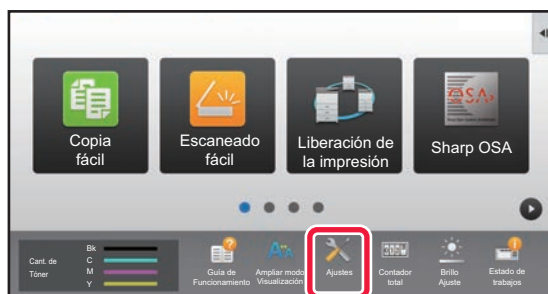 Copia
fácil
Escaneado
fácil
Liberación de
la impresión
OSA
Sharp OSA
Cant. de
Tóner
Bk
C
M
Y
Guía de
Funcionamiento
Ampliar modo
Visualización
Ajustes
Contador
total
Brillo
Ajuste
Estado de
trabajos